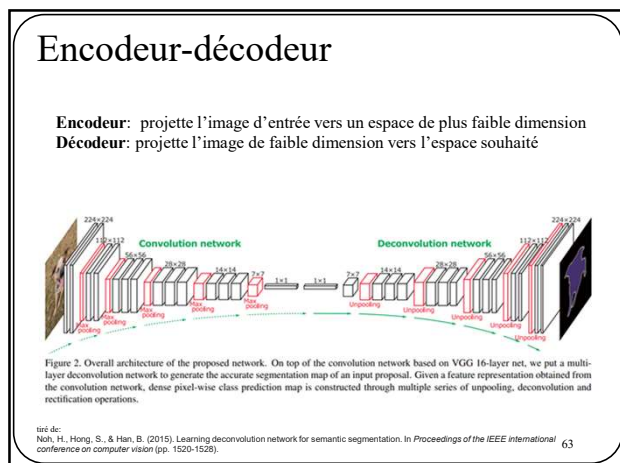 Encodeur-décodeur
Encodeur: projette l'image d'entrée vers un espace de plus faible dimension
Décodeur: projette l'image de faible dimension vers l'espace souhaité
224×224
112×112
56×56
28×28
14×14
7×7
1×1
1×1
7×7
14×14
28×28
56×56
112×112
224×224
Convolution network
Deconvolution network
Max
pooling
Max
pooling
Max
pooling
Max
pooling
Max
pooling
Unpooling
Unpooling
Unpooling
Unpooling
Unpooling
Figure 2. Overall architecture of the proposed network. On top of the convolution network based on VGG 16-layer net, we put a multi-
layer deconvolution network to generate the accurate segmentation map of an input proposal. Given a feature representation obtained from
the convolution network, dense pixel-wise class prediction map is constructed through multiple series of unpooling, deconvolution and
rectification operations.
tiré de:
Noh, H., Hong, S., & Han, B. (2015). Learning deconvolution network for semantic segmentation. In Proceedings of the IEEE international
conference on computer vision (pp. 1520-1528).
63